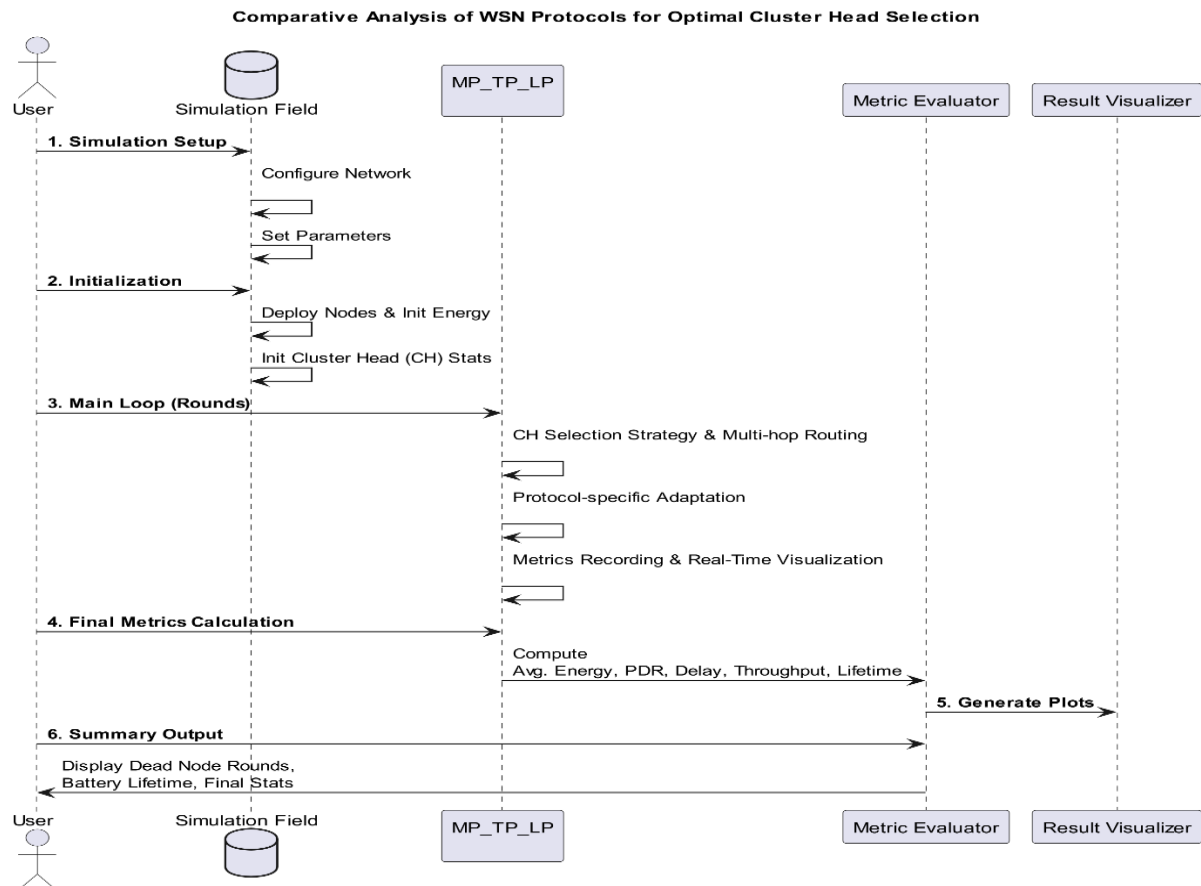 Comparative Analysis of WSN Protocols for Optimal Cluster Head Selection
User
Simulation Field
MP_TP_LP
Metric Evaluator
Result Visualizer
1. Simulation Setup
Configure Network
Set Parameters
2. Initialization
Deploy Nodes & Init Energy
Init Cluster Head (CH) Stats
3. Main Loop (Rounds)
CH Selection Strategy & Multi-hop Routing
Protocol-specific Adaptation
Metrics Recording & Real-Time Visualization
4. Final Metrics Calculation
Compute
Avg. Energy, PDR, Delay, Throughput, Lifetime
5. Generate Plots
6. Summary Output
Display Dead Node Rounds,
Battery Lifetime, Final Stats
User
Simulation Field
MP_TP_LP
Metric Evaluator
Result Visualizer